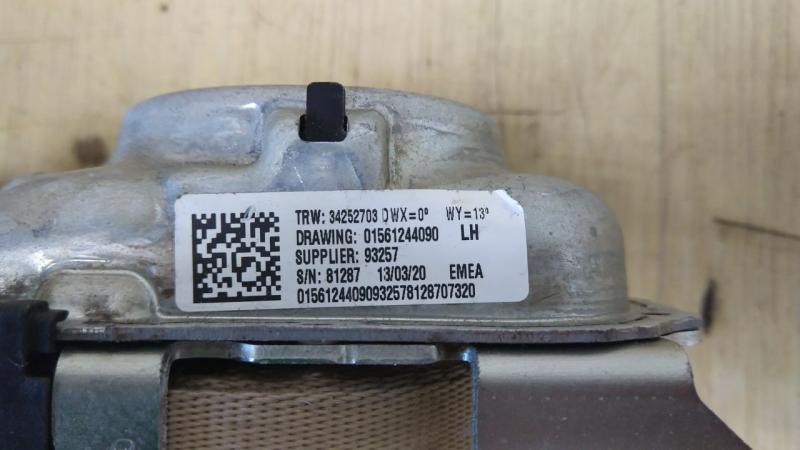 TRW: 34252703 DWX=0° WY=13°
DRAWING: 01561244090 LH
SUPPLIER: 93257
S/N: 81287 13/03/20 EMEA
01561244090932578128707320